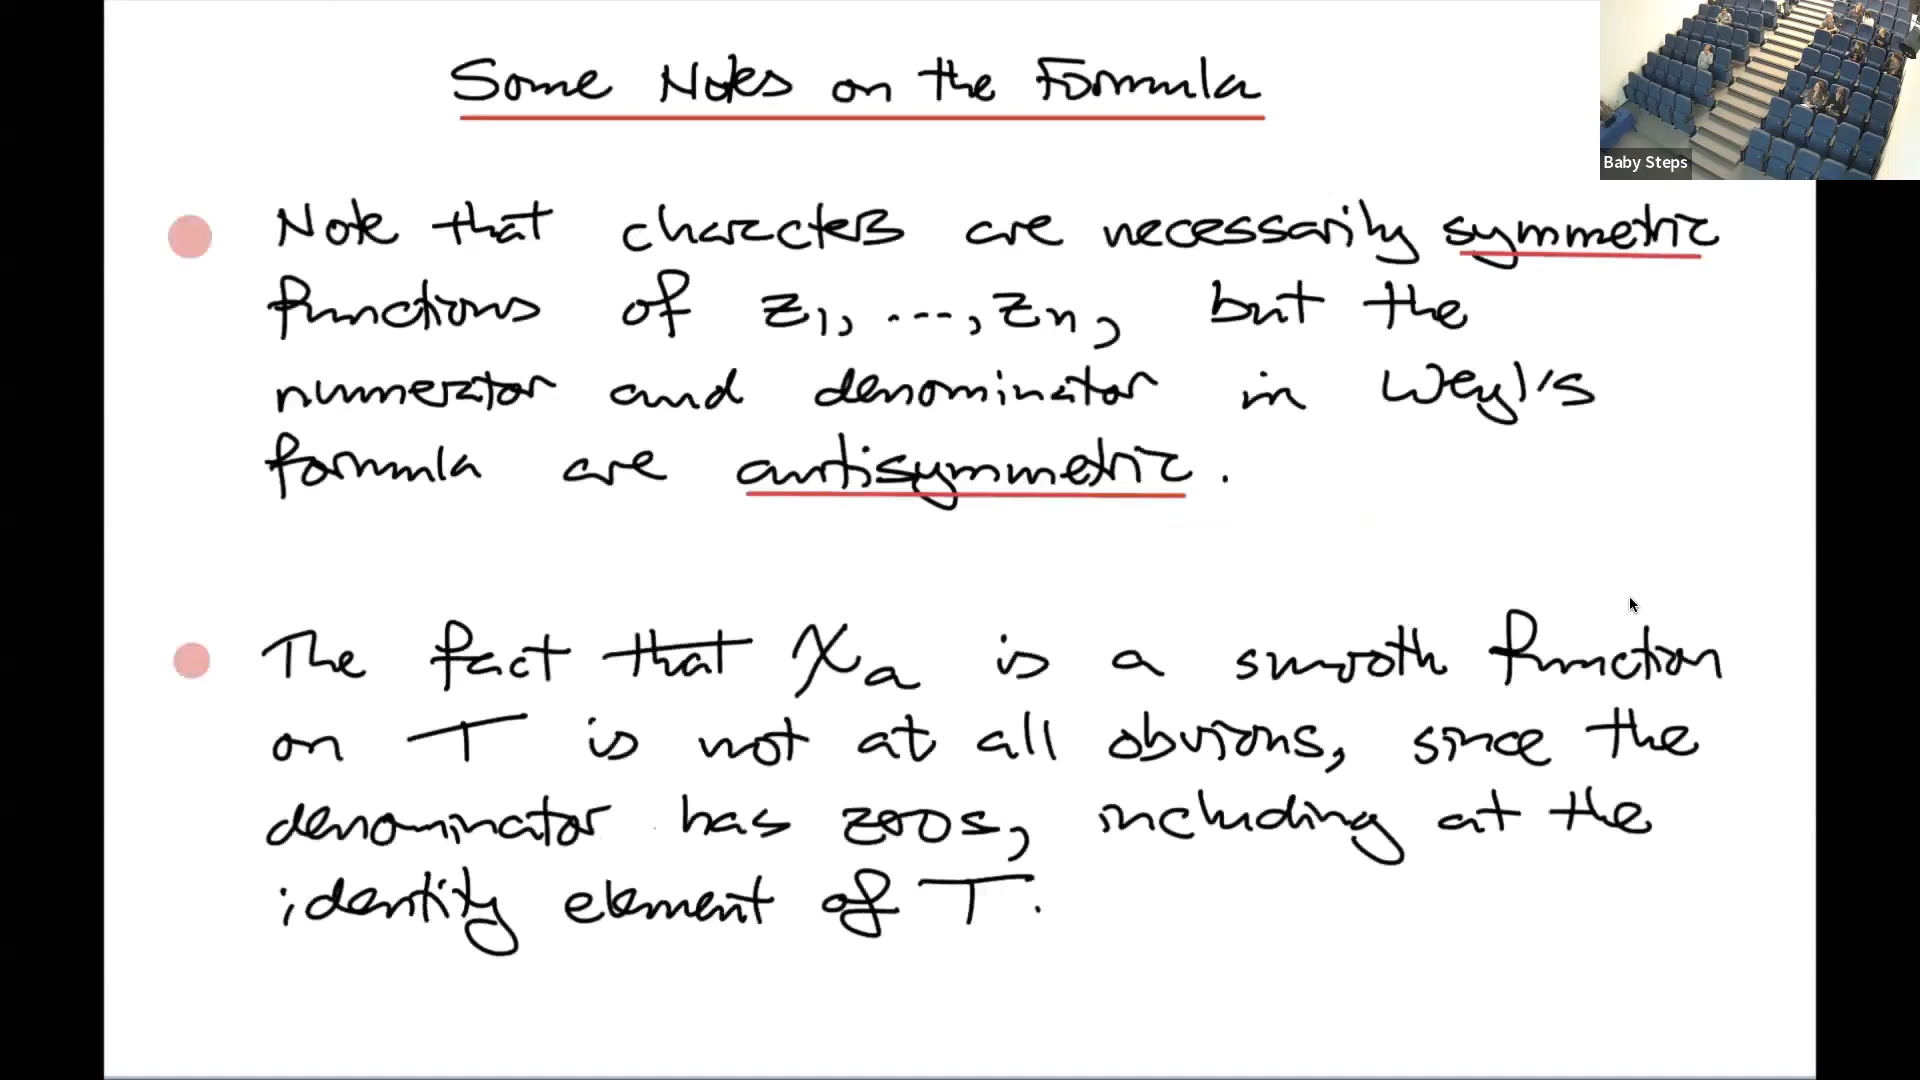 Some Notes on the Formula
Baby Steps
Note that characters are necessarily symmetric
functions of z1, ..., zn, but the
numerator and denominator in Weyl's
formula are antisymmetric.
The fact that χa is a smooth function
on T is not at all obvious, since the
denominator has zeros, including at the
identity element of T.